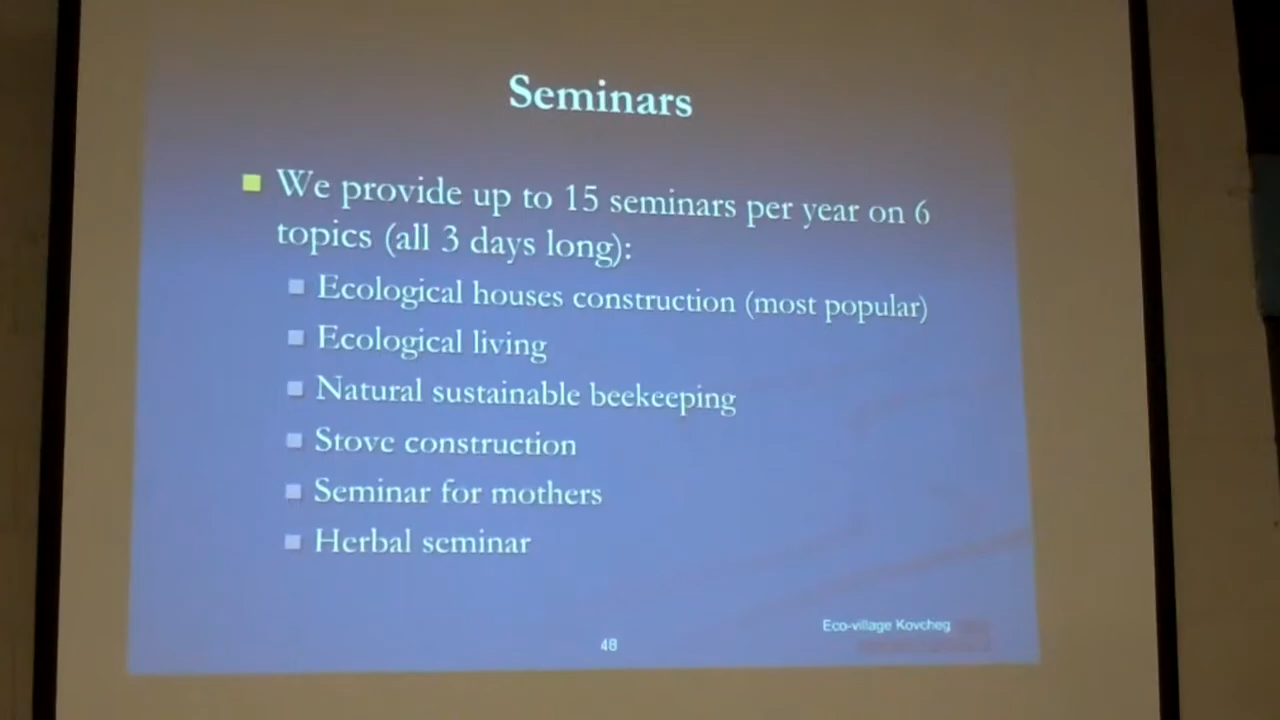 Seminars
We provide up to 15 seminars per year on 6
topics (all 3 days long):
Ecological houses construction (most popular)
Ecological living
Natural sustainable beekeeping
Stove construction
Seminar for mothers
Herbal seminar
Eco-village Kovcheg
48